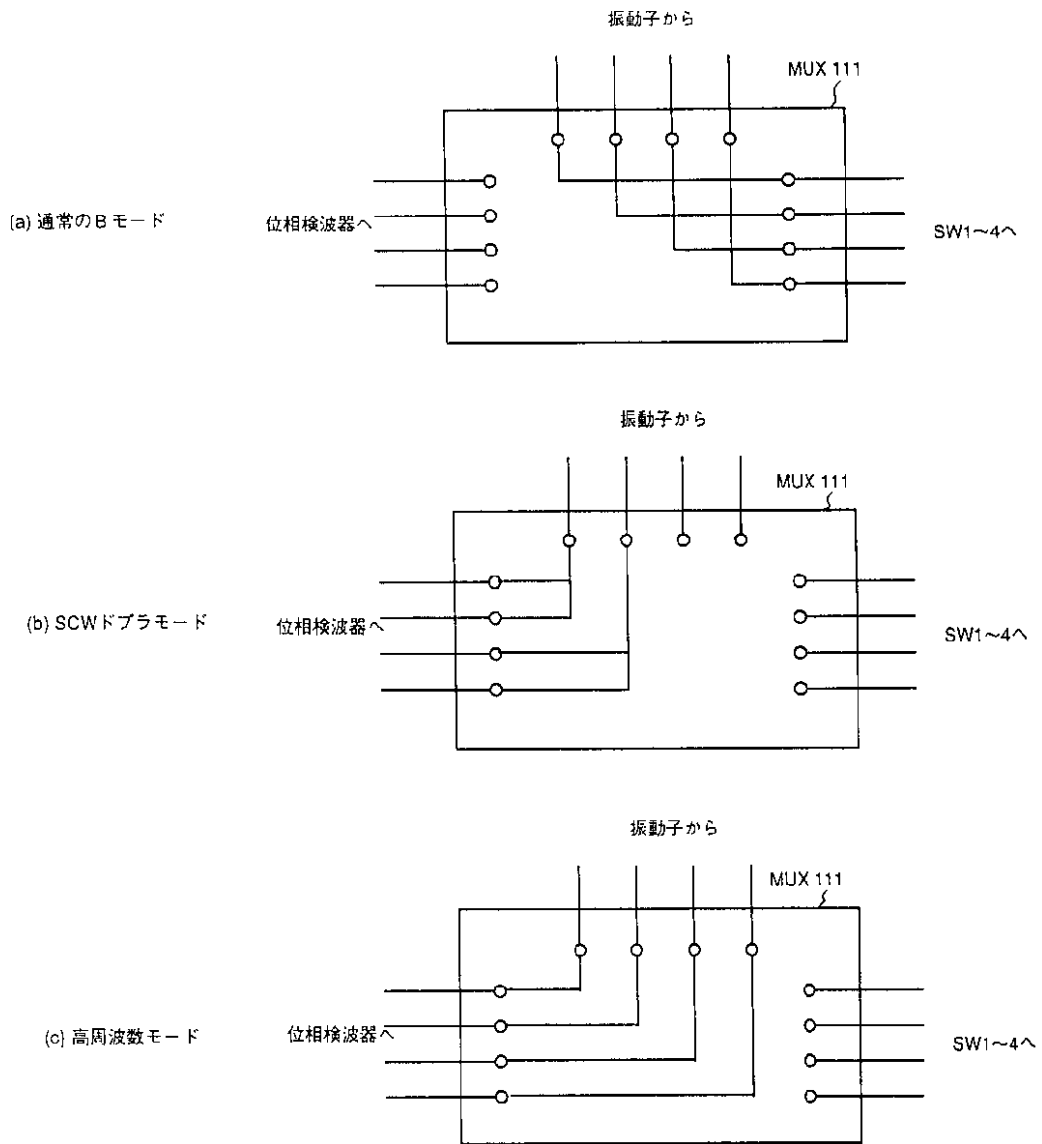 振動子から
MUX 111
(a) 通常のBモード
位相検波器へ
SW1~4へ
振動子から
MUX 111
(b) SCWドプラモード
位相検波器へ
SW1~4へ
振動子から
MUX 111
(c) 高周波数モード
位相検波器へ
SW1~4へ